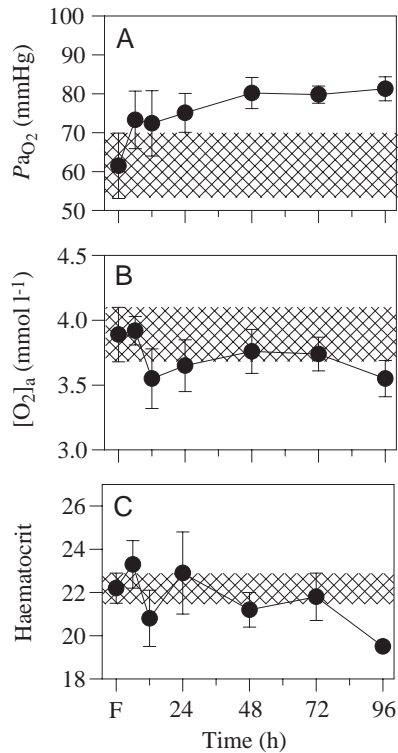 A
100
90
80
70
60
50
PaO2 (mmHg)
B
4.5
4.0
3.5
3.0
[O2]a (mmol l-1)
C
26
24
22
20
18
Haematocrit
F 24 48 72 96
Time (h)